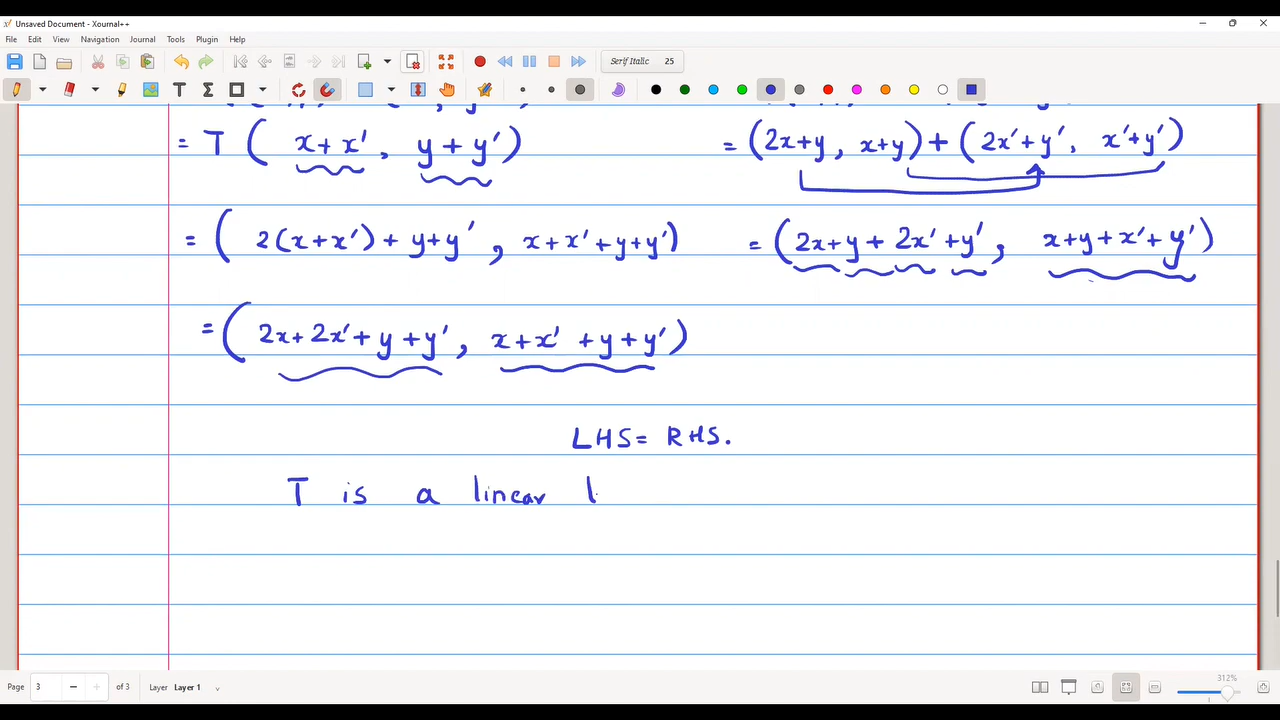 Unsaved Document - Xournal++
File Edit View Navigation Journal Tools Plugin Help
Serif Italic 25
= T ( x + x', y + y' )
= (2x+y, x+y) + (2x'+y', x'+y')
= ( 2(x+x') + y+y', x+x'+y+y' )
= (2x+y + 2x'+y', x+y+x'+y')
= ( 2x+2x'+y+y', x+x'+y+y' )
LHS = RHS.
T is a linear
Page 3 of 3 Layer Layer 1 312%